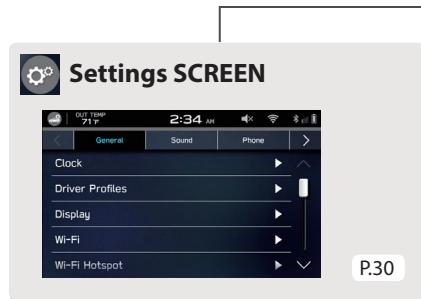 Settings SCREEN
OUT TEMP
71°F
2:34 AM
General Sound Phone
Clock
Driver Profiles
Display
Wi-Fi
Wi-Fi Hotspot
P.30